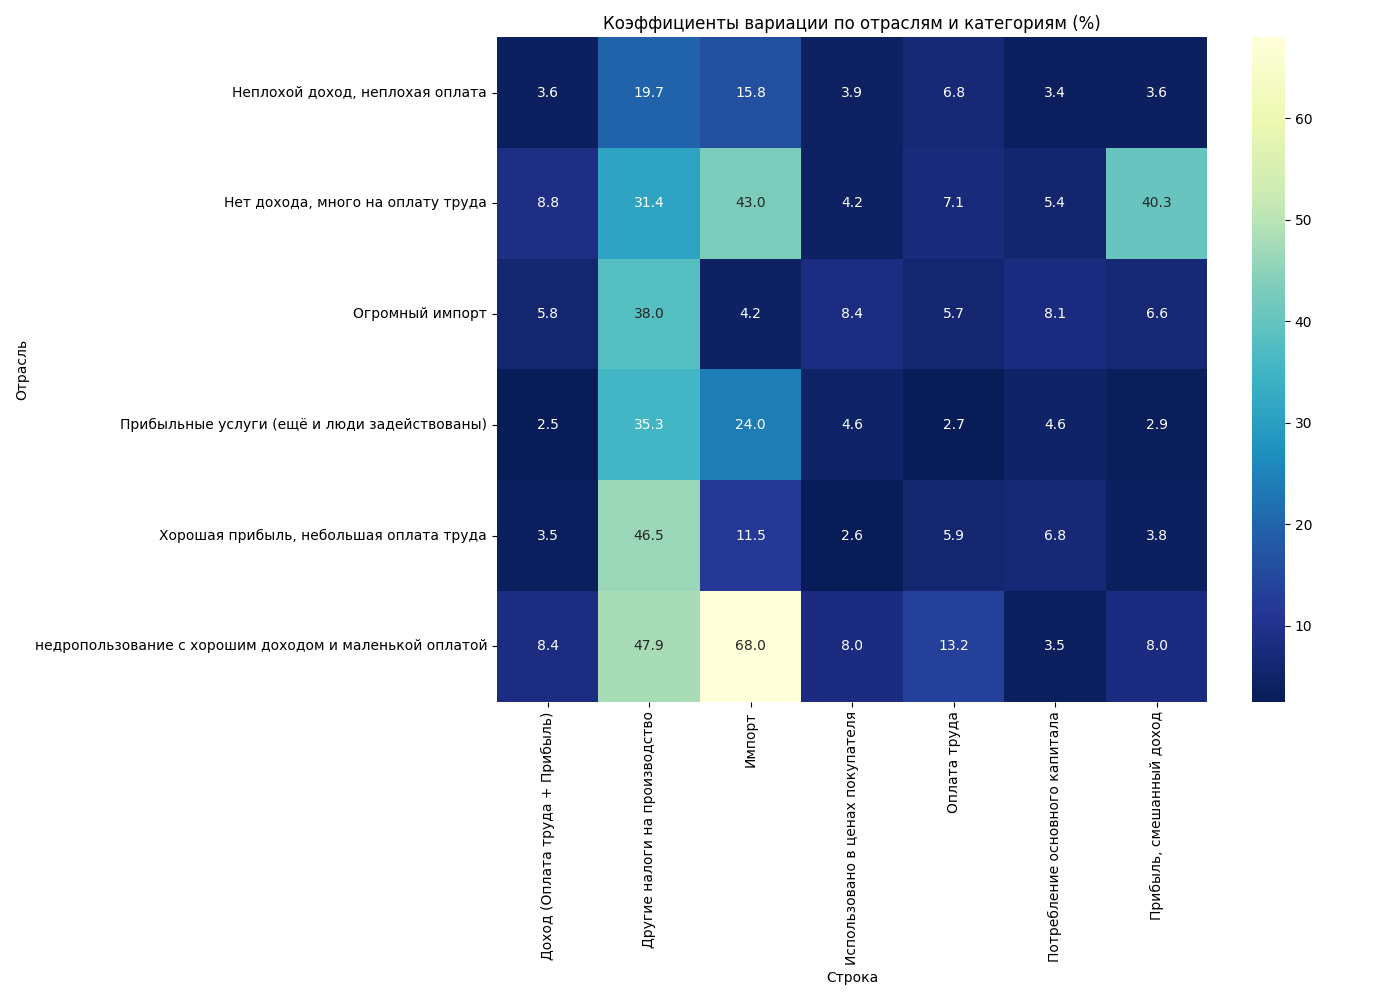 Коэффициенты вариации по отраслям и категориям (%)
Отрасль
Неплохой доход, неплохая оплата 3.6 19.7 15.8 3.9 6.8 3.4 3.6
Нет дохода, много на оплату труда 8.8 31.4 43.0 4.2 7.1 5.4 40.3
Огромный импорт 5.8 38.0 4.2 8.4 5.7 8.1 6.6
Прибыльные услуги (ещё и люди задействованы) 2.5 35.3 24.0 4.6 2.7 4.6 2.9
Хорошая прибыль, небольшая оплата труда 3.5 46.5 11.5 2.6 5.9 6.8 3.8
недропользование с хорошим доходом и маленькой оплатой 8.4 47.9 68.0 8.0 13.2 3.5 8.0
Доход (Оплата труда + Прибыль)
Другие налоги на производство
Импорт
Использовано в ценах покупателя
Оплата труда
Потребление основного капитала
Прибыль, смешанный доход
Строка
60
50
40
30
20
10